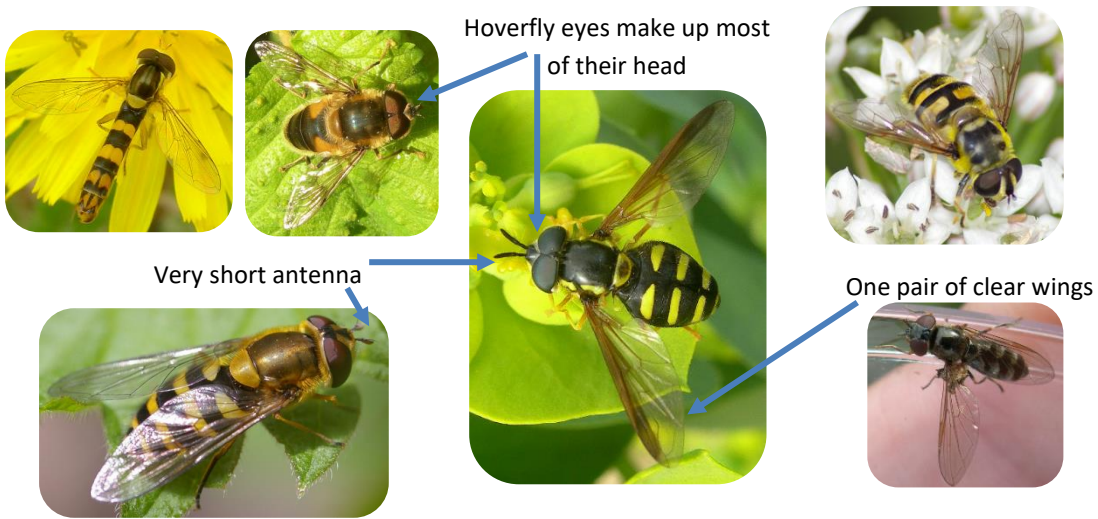 Hoverfly eyes make up most
of their head
Very short antenna
One pair of clear wings